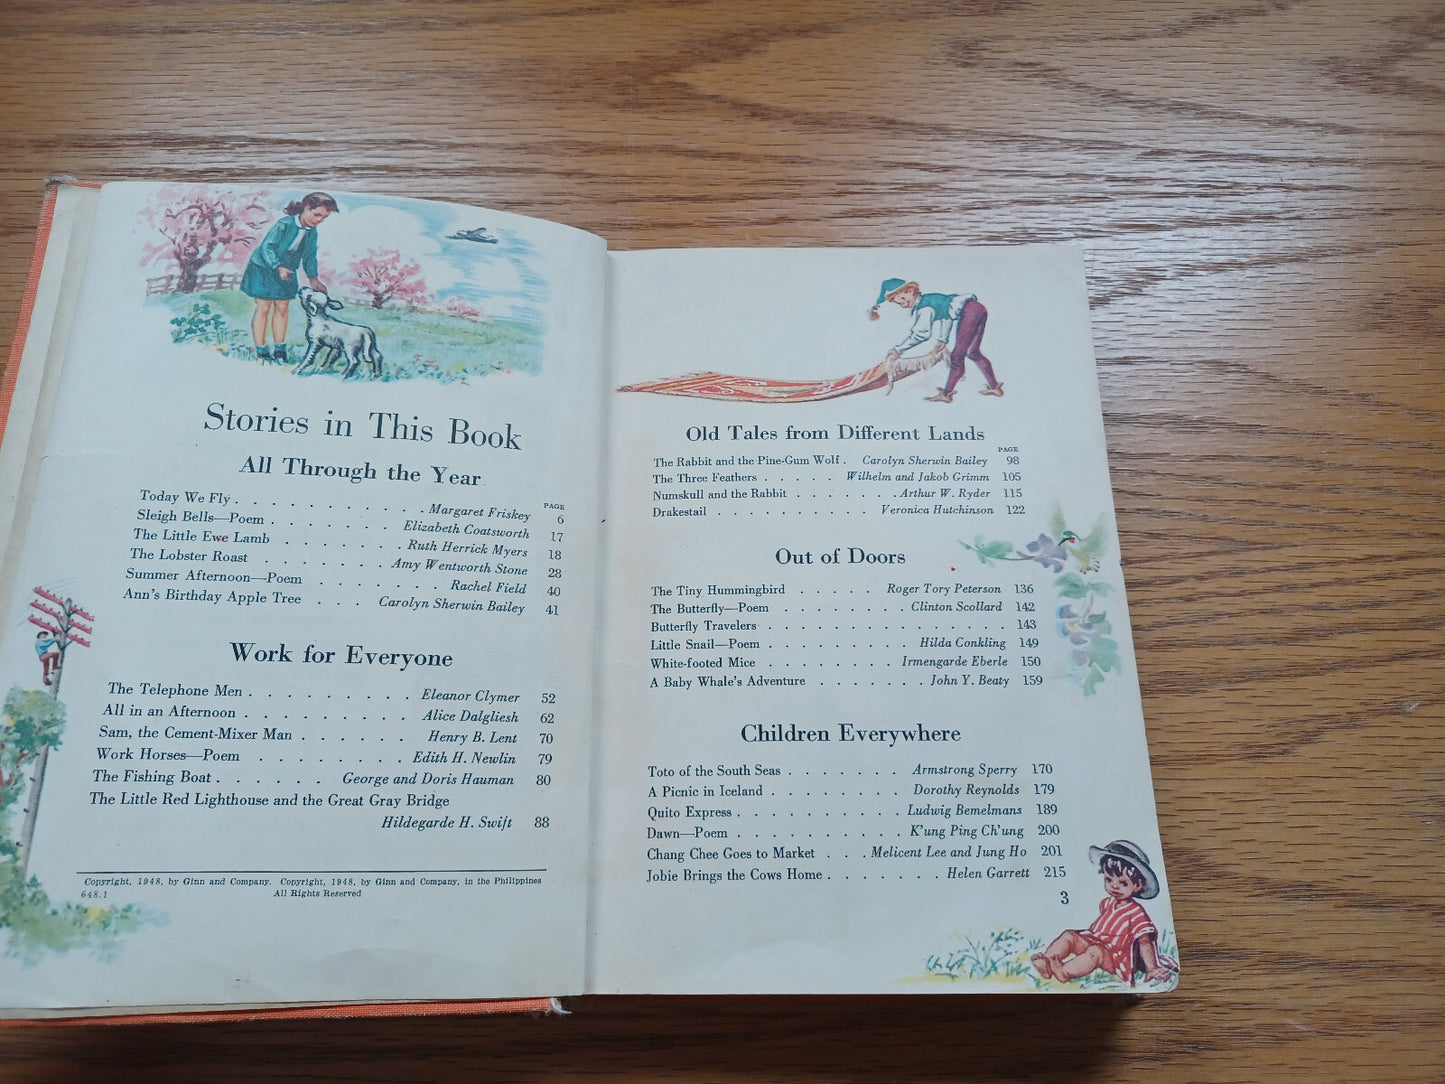 Stories in This Book
All Through the Year
PAGE
Today We Fly . . . . . . . . . Margaret Friskey 6
Sleigh Bells—Poem . . . . . . . Elizabeth Coatsworth 17
The Little Ewe Lamb . . . . . . . Ruth Herrick Myers 18
The Lobster Roast . . . . . . . Amy Wentworth Stone 28
Summer Afternoon—Poem . . . . . . . Rachel Field 40
Ann's Birthday Apple Tree . . . Carolyn Sherwin Bailey 41
Work for Everyone
The Telephone Men . . . . . . . . . Eleanor Clymer 52
All in an Afternoon . . . . . . . . . Alice Dalgliesh 62
Sam, the Cement-Mixer Man . . . . . . Henry B. Lent 70
Work Horses—Poem . . . . . . . . Edith H. Newlin 79
The Fishing Boat . . . . . . George and Doris Hauman 80
The Little Red Lighthouse and the Great Gray Bridge
Hildegarde H. Swift 88
Copyright, 1948, by Ginn and Company. Copyright, 1948, by Ginn and Company, in the Philippines
648.1 All Rights Reserved
Old Tales from Different Lands
PAGE
The Rabbit and the Pine-Gum Wolf . Carolyn Sherwin Bailey 98
The Three Feathers . . . . . Wilhelm and Jakob Grimm 105
Numskull and the Rabbit . . . . . . . Arthur W. Ryder 115
Drakestail . . . . . . . . . . Veronica Hutchinson 122
Out of Doors
The Tiny Hummingbird . . . . . Roger Tory Peterson 136
The Butterfly—Poem . . . . . . . . Clinton Scollard 142
Butterfly Travelers . . . . . . . . . . . . . . . 143
Little Snail—Poem . . . . . . . . . Hilda Conkling 149
White-footed Mice . . . . . . . . Irmengarde Eberle 150
A Baby Whale's Adventure . . . . . . . John Y. Beaty 159
Children Everywhere
Toto of the South Seas . . . . . . . Armstrong Sperry 170
A Picnic in Iceland . . . . . . . . Dorothy Reynolds 179
Quito Express . . . . . . . . . . Ludwig Bemelmans 189
Dawn—Poem . . . . . . . . . . K'ung Ping Ch'ung 200
Chang Chee Goes to Market . . . Melicent Lee and Jung Ho 201
Jobie Brings the Cows Home . . . . . . . Helen Garrett 215
3